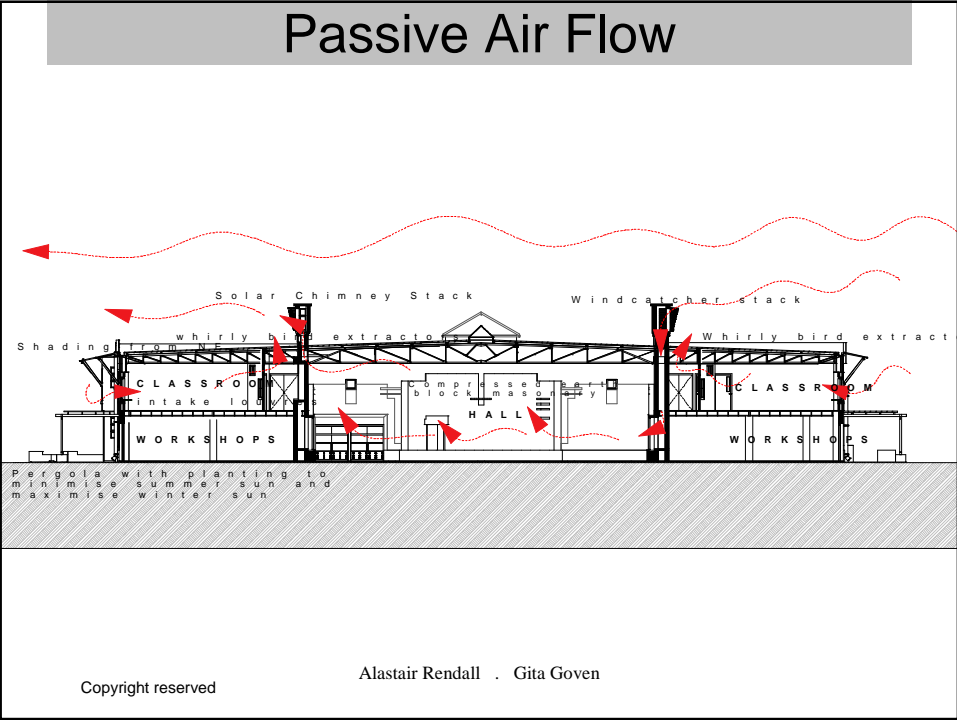 Passive Air Flow
Solar Chimney Stack
Windcatcher stack
whirly bird extractors
Whirly bird extract
Shading from NE
CLASSROOM
Compressed earth
block masonary
CLASSROOM
intake louvres
HALL
WORKSHOPS
WORKSHOPS
Pergola with planting to
minimise summer sun and
maximise winter sun
Alastair Rendall . Gita Goven
Copyright reserved